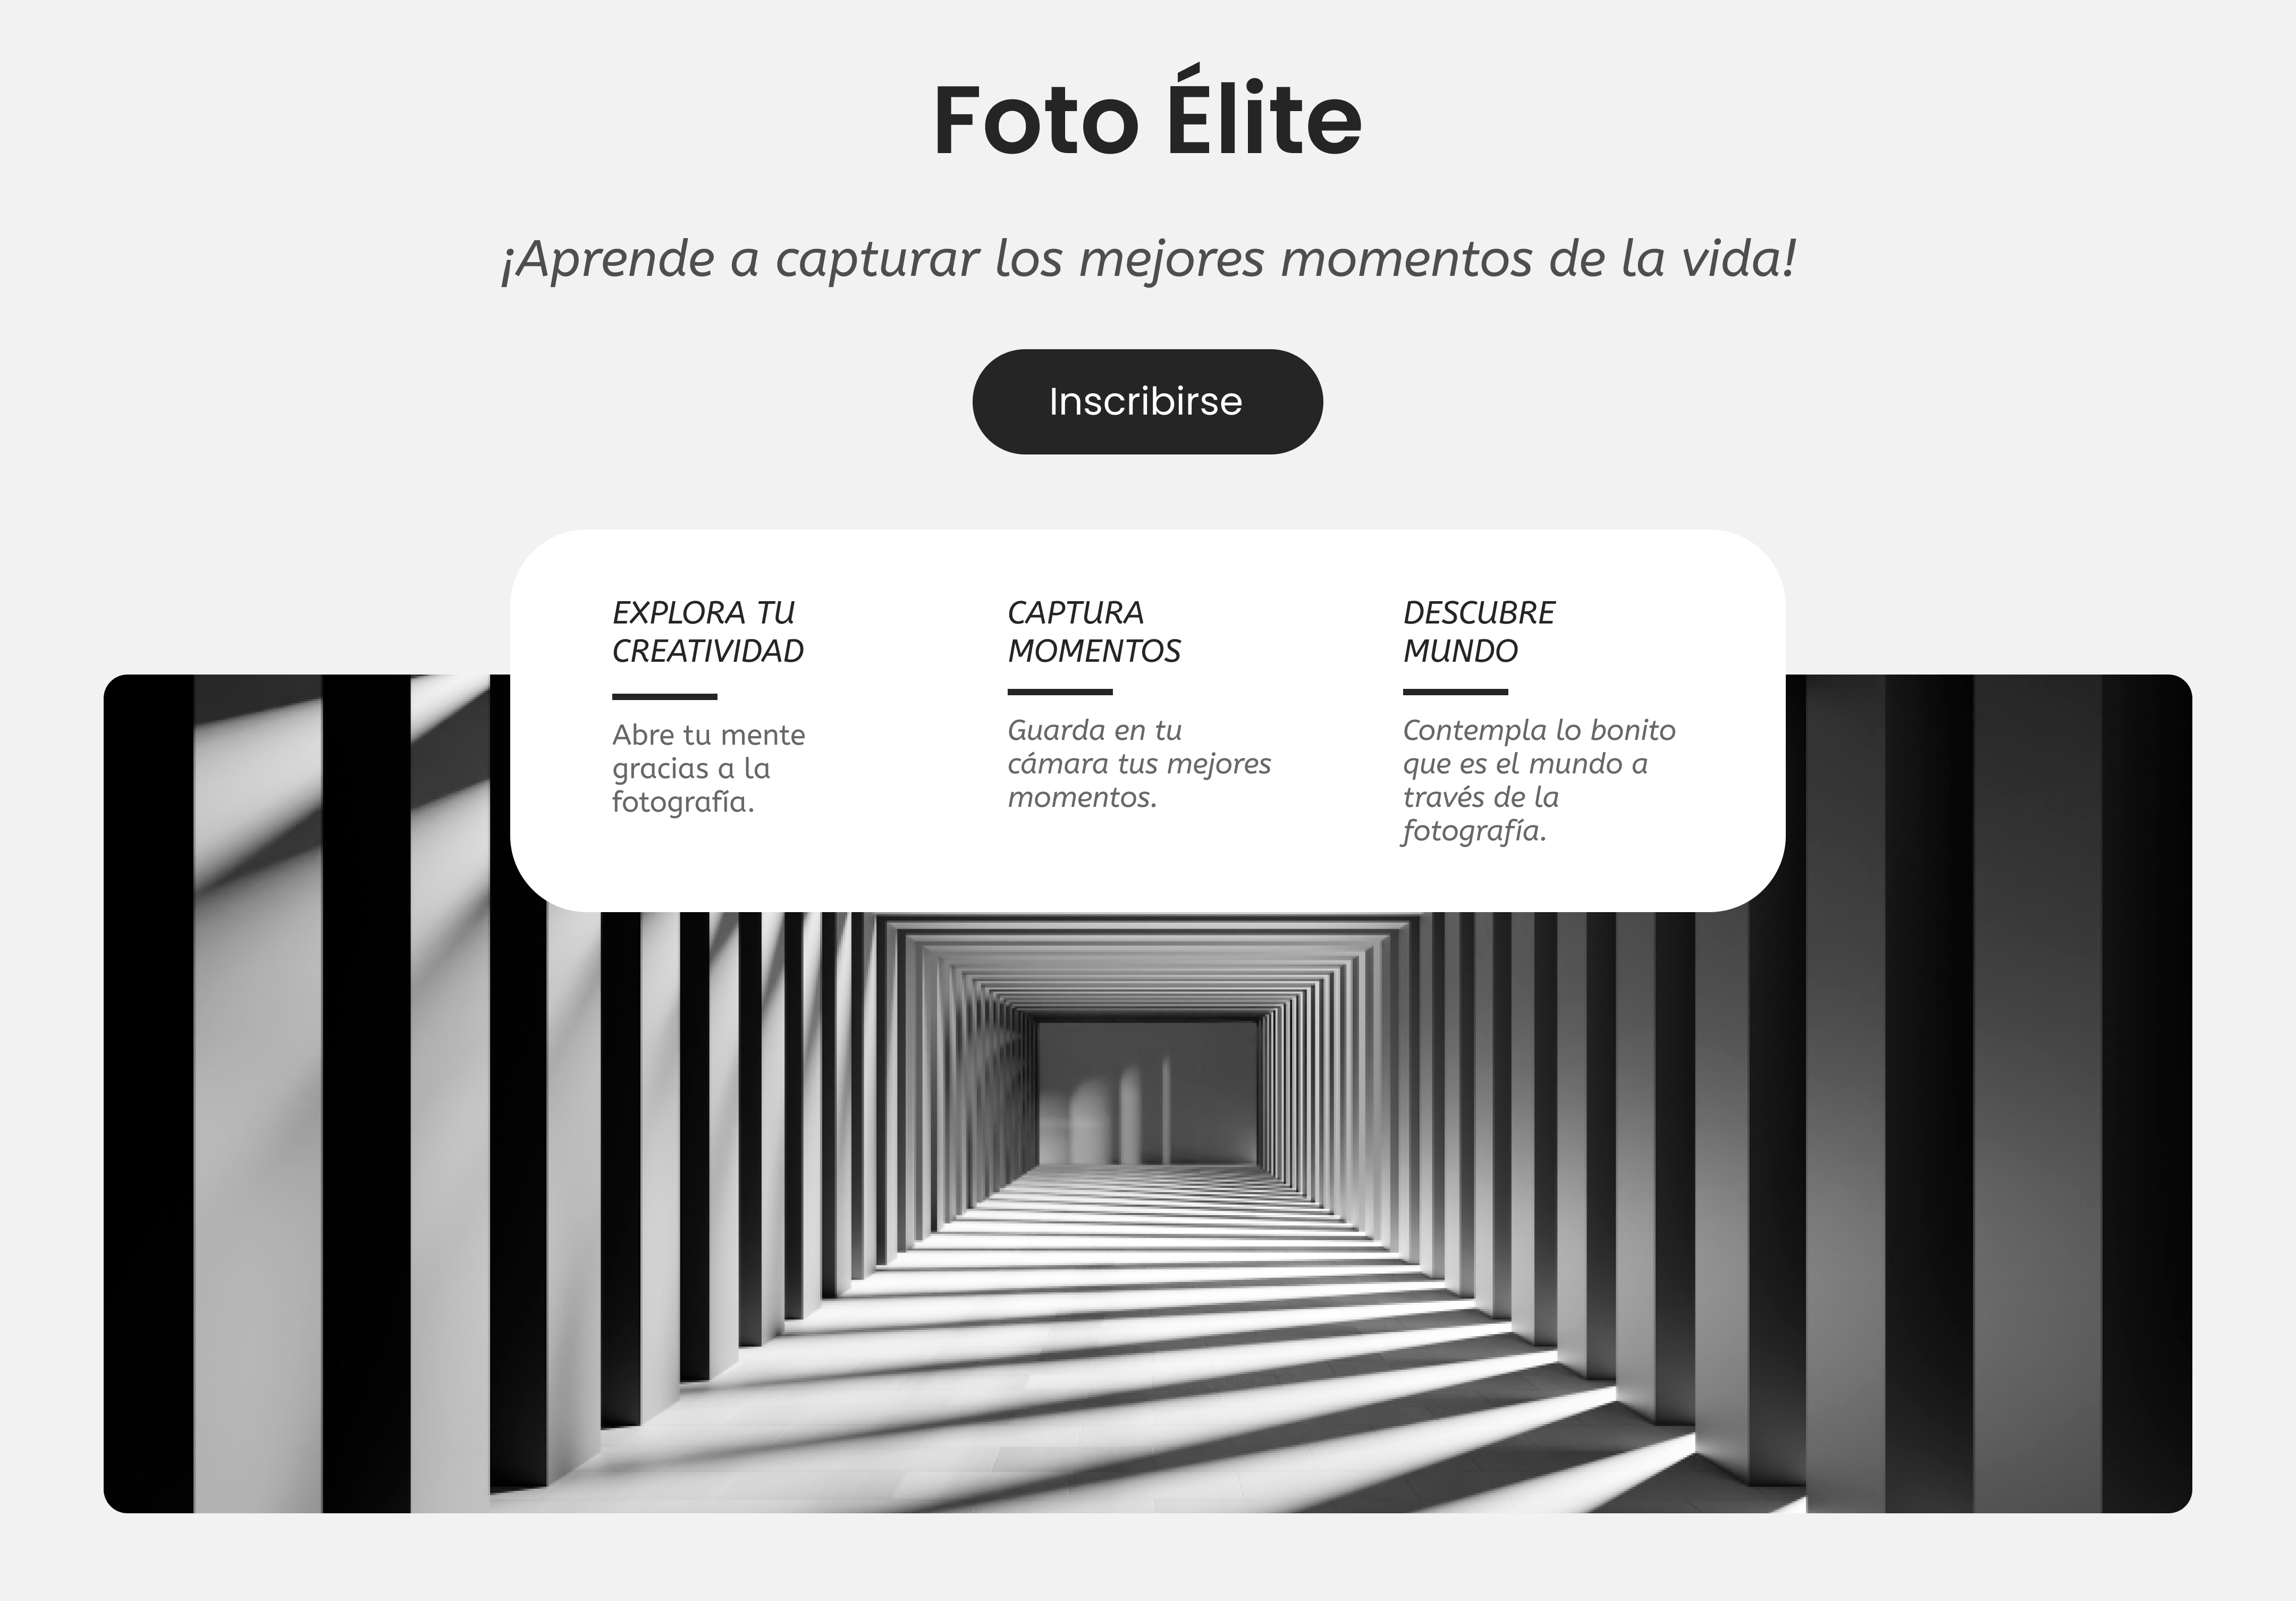 Foto Élite
¡Aprende a capturar los mejores momentos de la vida!
Inscribirse
EXPLORA TU
CREATIVIDAD
Abre tu mente
gracias a la
fotografía.
CAPTURA
MOMENTOS
Guarda en tu
cámara tus mejores
momentos.
DESCUBRE
MUNDO
Contempla lo bonito
que es el mundo a
través de la
fotografía.